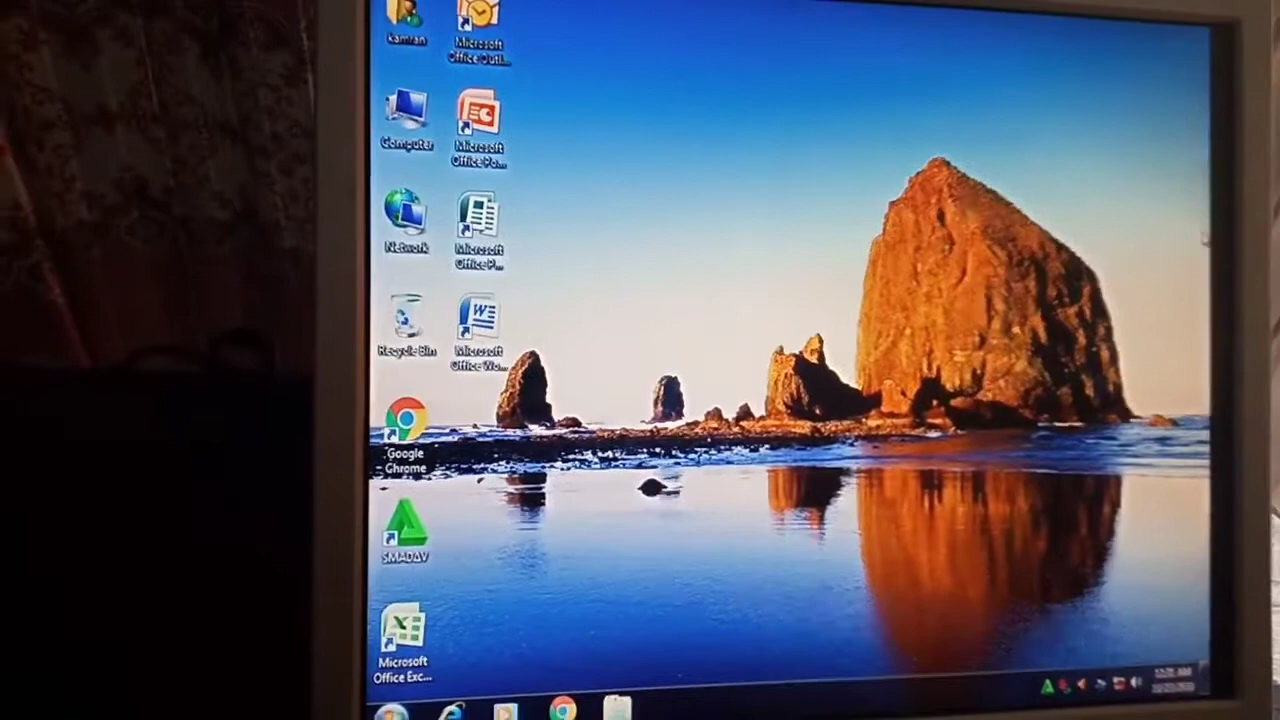 kamran
Microsoft
Office Outl...
Computer
Microsoft
Office Po...
Network
Microsoft
Office P...
Recycle Bin
Microsoft
Office Wo...
Google
Chrome
SMADΔV
Microsoft
Office Exc...